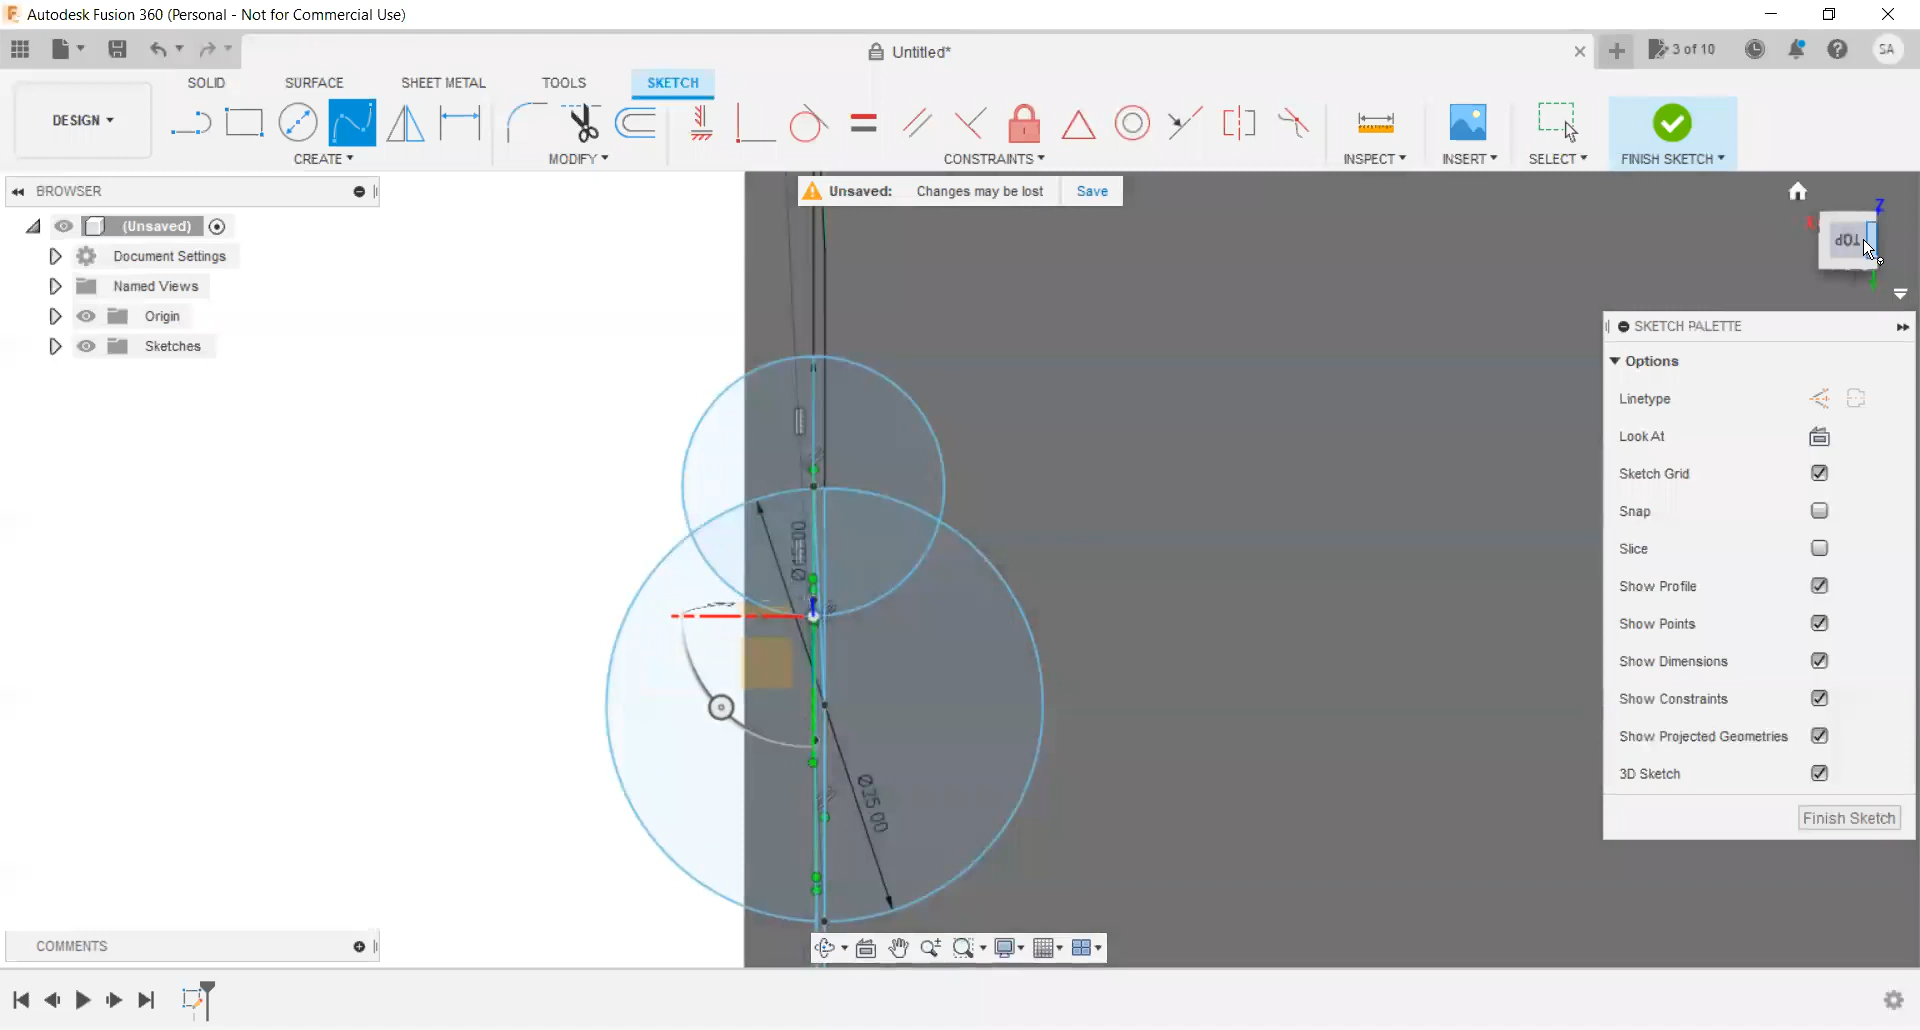 Autodesk Fusion 360 (Personal - Not for Commercial Use)
Untitled*
3 of 10
SA
SOLID
SURFACE
SHEET METAL
TOOLS
SKETCH
DESIGN
CREATE
MODIFY
CONSTRAINTS
INSPECT
INSERT
SELECT
FINISH SKETCH
BROWSER
Unsaved: Changes may be lost Save
(Unsaved)
Document Settings
Named Views
Origin
Sketches
Z
X
TOP
SKETCH PALETTE
Options
Linetype
Look At
Sketch Grid
Snap
Slice
Show Profile
Show Points
Show Dimensions
Show Constraints
Show Projected Geometries
3D Sketch
Finish Sketch
Ø25.00
COMMENTS